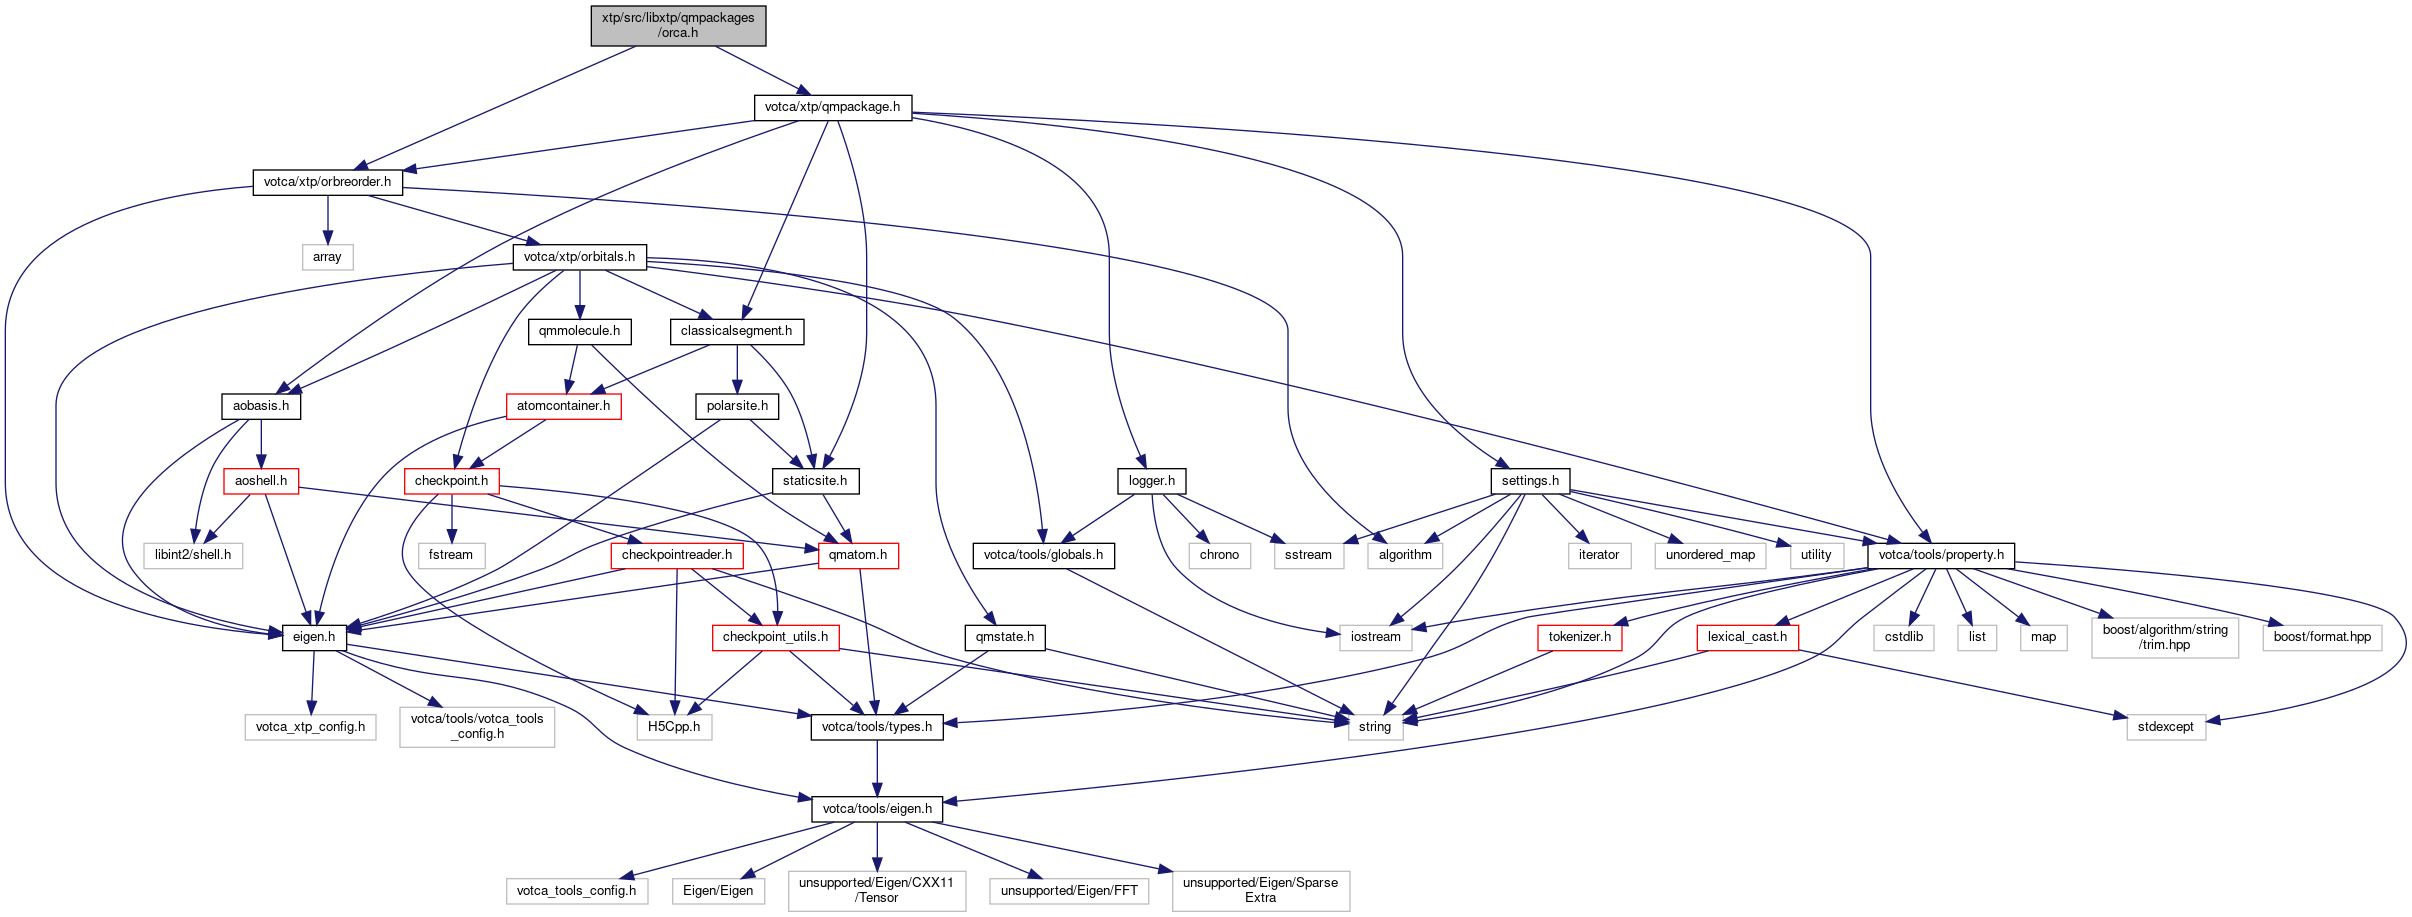 xtp/src/libxtp/qmpackages
/orca.h
votca/xtp/qmpackage.h
votca/xtp/orbreorder.h
array
votca/xtp/orbitals.h
qmmolecule.h
classicalsegment.h
aobasis.h
atomcontainer.h
polarsite.h
aoshell.h
checkpoint.h
staticsite.h
logger.h
settings.h
libint2/shell.h
fstream
checkpointreader.h
qmatom.h
votca/tools/globals.h
chrono
sstream
algorithm
iterator
unordered_map
utility
votca/tools/property.h
eigen.h
checkpoint_utils.h
qmstate.h
iostream
tokenizer.h
lexical_cast.h
cstdlib
list
map
boost/algorithm/string
/trim.hpp
boost/format.hpp
votca_xtp_config.h
votca/tools/votca_tools
_config.h
H5Cpp.h
votca/tools/types.h
string
stdexcept
votca/tools/eigen.h
votca_tools_config.h
Eigen/Eigen
unsupported/Eigen/CXX11
/Tensor
unsupported/Eigen/FFT
unsupported/Eigen/Sparse
Extra